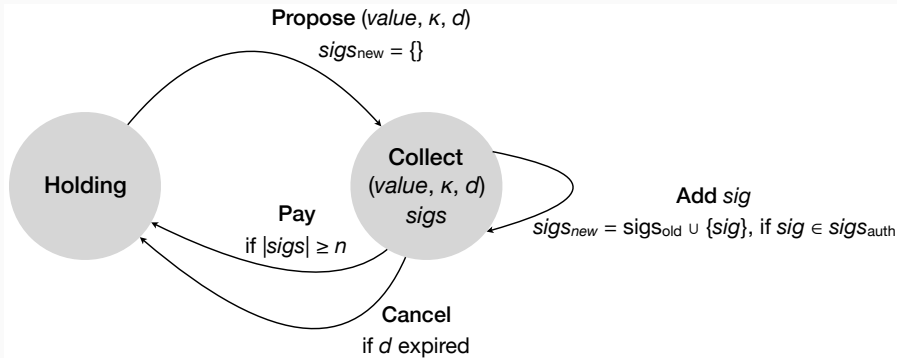 Propose (value, κ, d)
sigsnew = {}
Holding
Collect
(value, κ, d)
sigs
Add sig
sigsnew = sigsold ∪ {sig}, if sig ∈ sigsauth
Pay
if |sigs| ≥ n
Cancel
if d expired